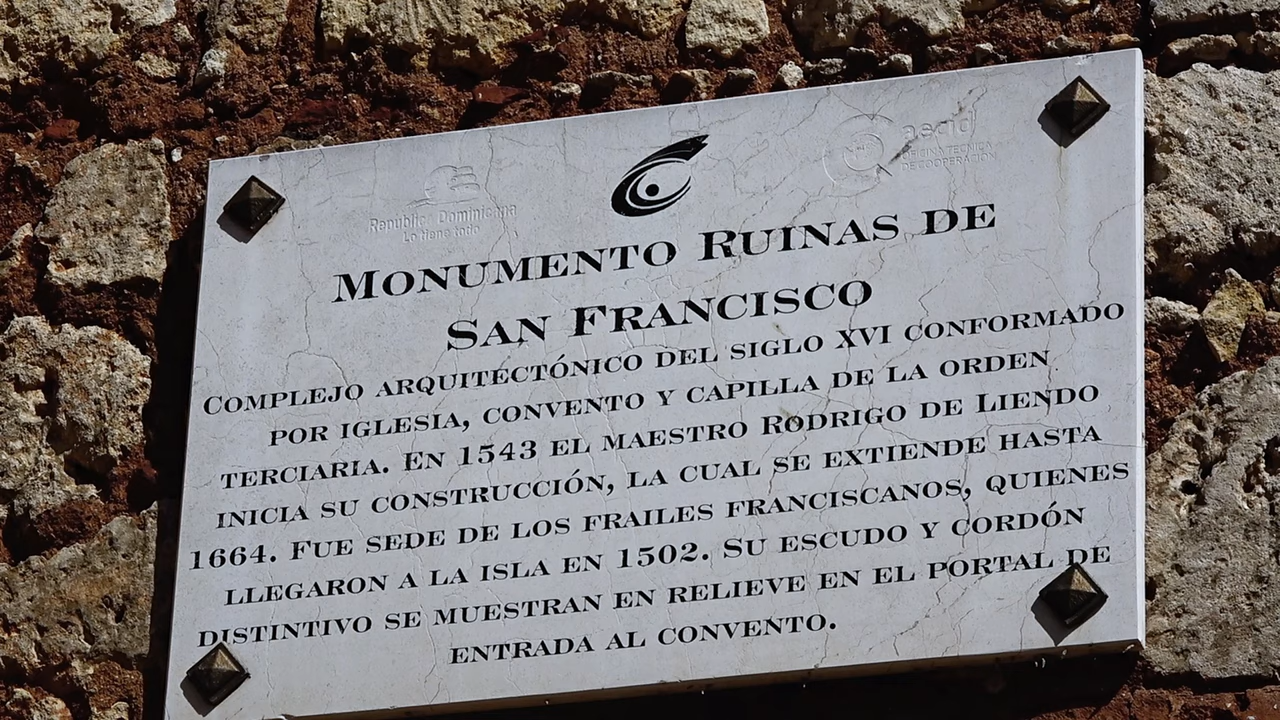 República Dominicana
Lo tiene todo
aecid
OFICINA TÉCNICA
DE COOPERACIÓN
MONUMENTO RUINAS DE
SAN FRANCISCO
COMPLEJO ARQUITECTÓNICO DEL SIGLO XVI CONFORMADO
POR IGLESIA, CONVENTO Y CAPILLA DE LA ORDEN
TERCIARIA. EN 1543 EL MAESTRO RODRIGO DE LIENDO
INICIA SU CONSTRUCCIÓN, LA CUAL SE EXTIENDE HASTA
1664. FUE SEDE DE LOS FRAILES FRANCISCANOS, QUIENES
LLEGARON A LA ISLA EN 1502. SU ESCUDO Y CORDÓN
DISTINTIVO SE MUESTRAN EN RELIEVE EN EL PORTAL DE
ENTRADA AL CONVENTO.